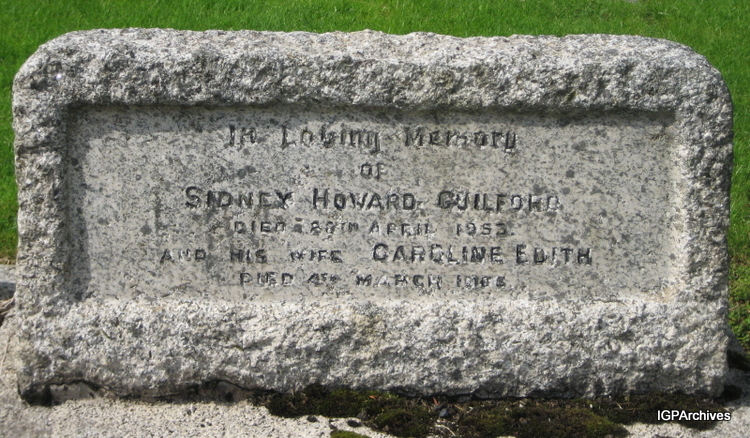 In Loving Memory
OF
SIDNEY HOWARD GUILFORD
DIED 28TH APRIL 1953
AND HIS WIFE CAROLINE EDITH
DIED 4TH MARCH
IGPArchives